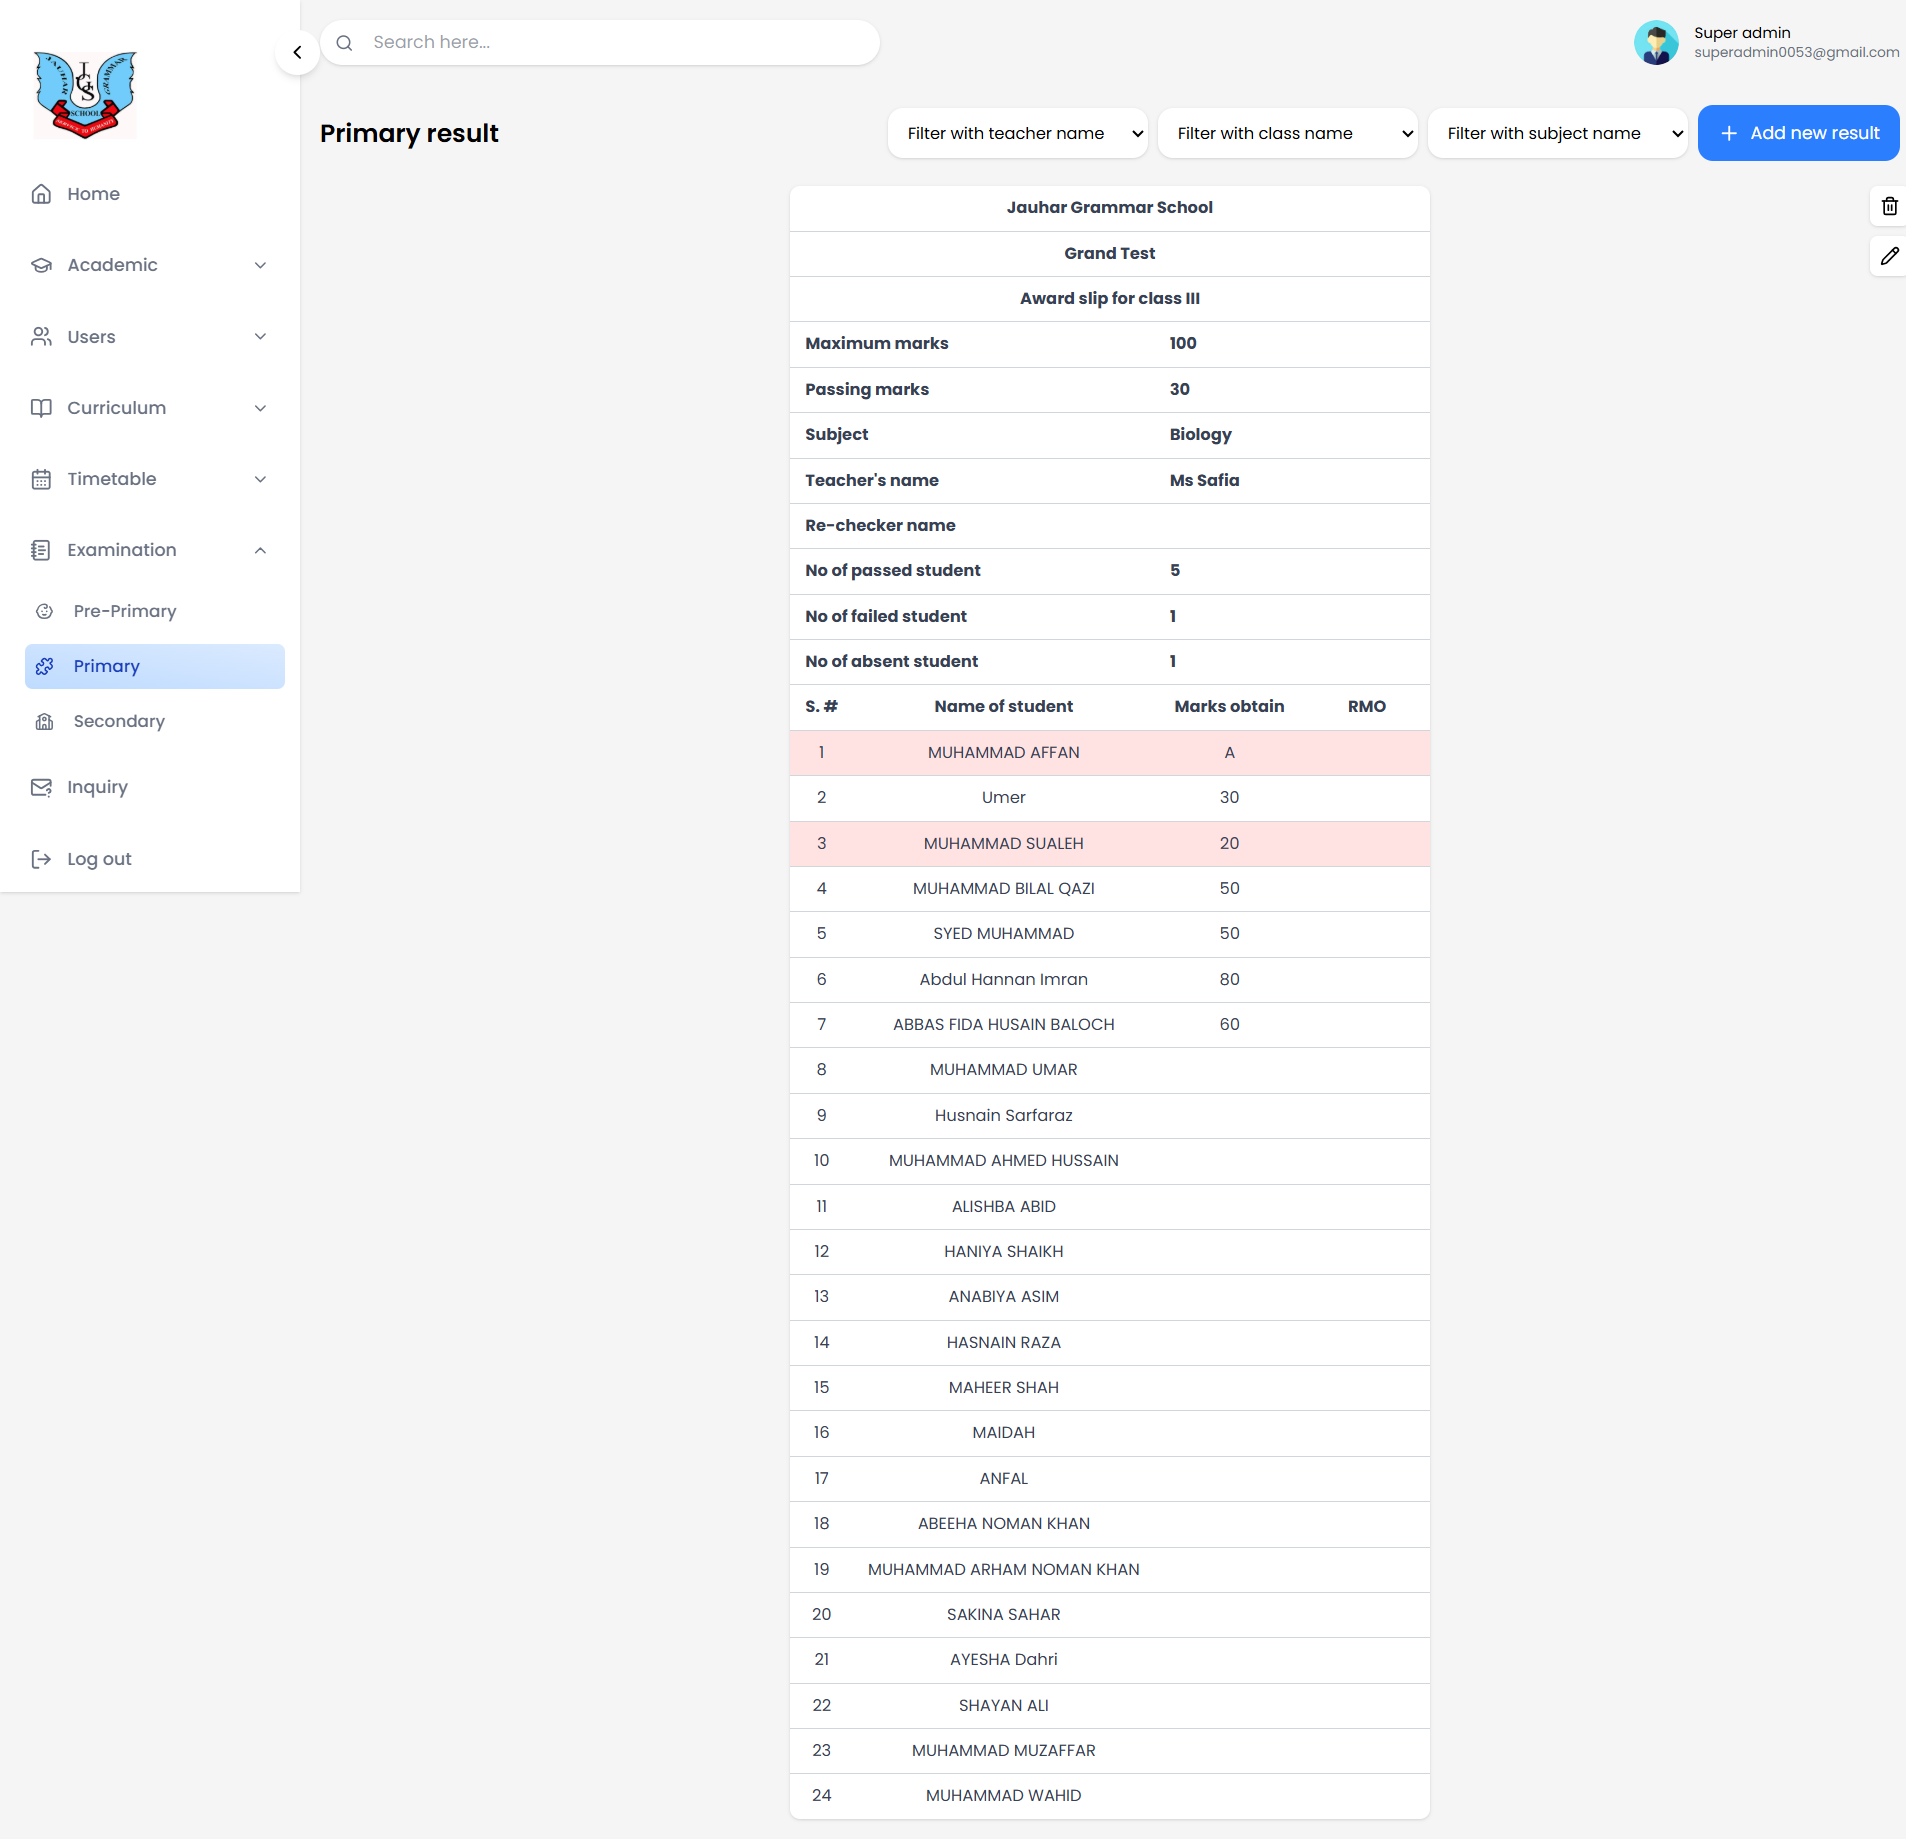 JAUHAR GRAMMAR
JGS
SCHOOL
SERVICE TO HUMANITY
Search here...
Super admin
superadmin0053@gmail.com
Home
Academic
Users
Curriculum
Timetable
Examination
Pre-Primary
Primary
Secondary
Inquiry
Log out
Primary result
Filter with teacher name
Filter with class name
Filter with subject name
Add new result
Jauhar Grammar School
Grand Test
Award slip for class III
Maximum marks 100
Passing marks 30
Subject Biology
Teacher's name Ms Safia
Re-checker name
No of passed student 5
No of failed student 1
No of absent student 1
S. # Name of student Marks obtain RMO
1 MUHAMMAD AFFAN A
2 Umer 30
3 MUHAMMAD SUALEH 20
4 MUHAMMAD BILAL QAZI 50
5 SYED MUHAMMAD 50
6 Abdul Hannan Imran 80
7 ABBAS FIDA HUSAIN BALOCH 60
8 MUHAMMAD UMAR
9 Husnain Sarfaraz
10 MUHAMMAD AHMED HUSSAIN
11 ALISHBA ABID
12 HANIYA SHAIKH
13 ANABIYA ASIM
14 HASNAIN RAZA
15 MAHEER SHAH
16 MAIDAH
17 ANFAL
18 ABEEHA NOMAN KHAN
19 MUHAMMAD ARHAM NOMAN KHAN
20 SAKINA SAHAR
21 AYESHA Dahri
22 SHAYAN ALI
23 MUHAMMAD MUZAFFAR
24 MUHAMMAD WAHID